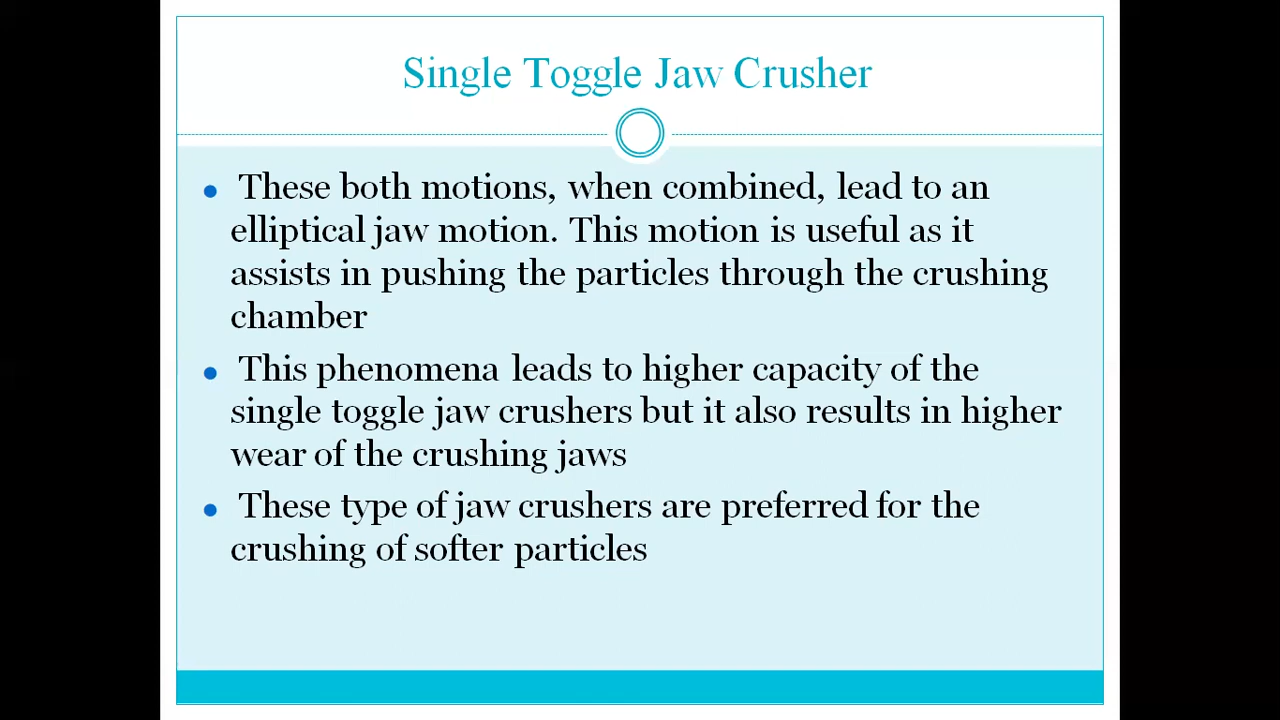 Single Toggle Jaw Crusher
• These both motions, when combined, lead to an
elliptical jaw motion. This motion is useful as it
assists in pushing the particles through the crushing
chamber
• This phenomena leads to higher capacity of the
single toggle jaw crushers but it also results in higher
wear of the crushing jaws
• These type of jaw crushers are preferred for the
crushing of softer particles